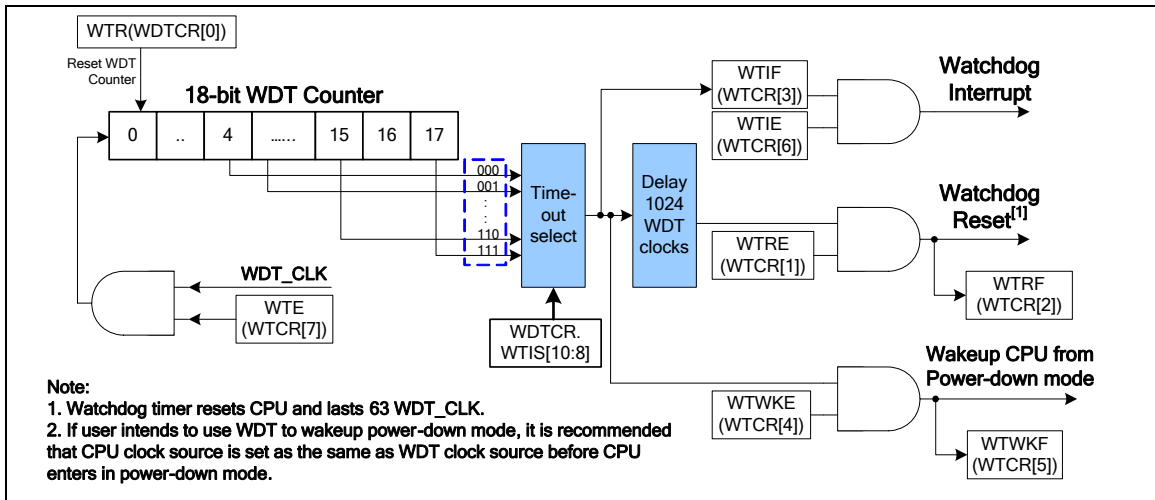 WTR(WDTCR[0])
Reset WDT
Counter
18-bit WDT Counter
0 .. 4 ...... 15 16 17
000
001
:
:
110
111
Time-
out
select
Delay
1024
WDT
clocks
WTIF
(WTCR[3])
WTIE
(WTCR[6])
Watchdog
Interrupt
WTRE
(WTCR[1])
Watchdog
Reset[1]
WTRF
(WTCR[2])
WDT_CLK
WTE
(WTCR[7])
WDTCR.
WTIS[10:8]
WTWKE
(WTCR[4])
Wakeup CPU from
Power-down mode
WTWKF
(WTCR[5])
Note:
1. Watchdog timer resets CPU and lasts 63 WDT_CLK.
2. If user intends to use WDT to wakeup power-down mode, it is recommended
that CPU clock source is set as the same as WDT clock source before CPU
enters in power-down mode.